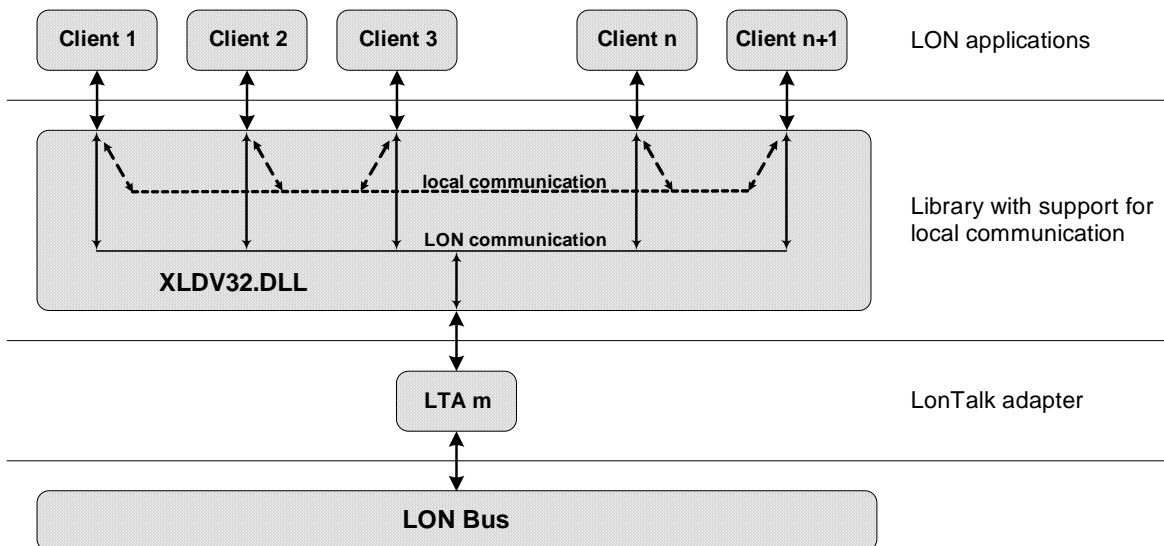 Client 1
Client 2
Client 3
Client n
Client n+1
LON applications
local communication
LON communication
XLDV32.DLL
Library with support for
local communication
LTA m
LonTalk adapter
LON Bus